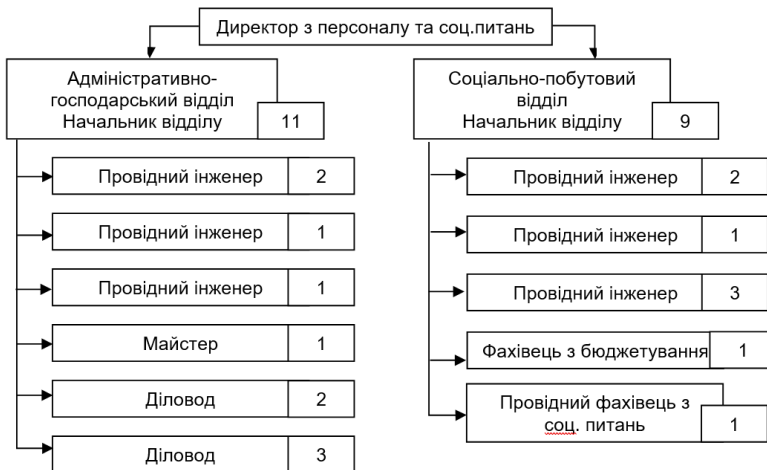 Директор з персоналу та соц.питань
Адміністративно-
господарський відділ
Начальник відділу 11
Провідний інженер 2
Провідний інженер 1
Провідний інженер 1
Майстер 1
Діловод 2
Діловод 3
Соціально-побутовий
відділ
Начальник відділу 9
Провідний інженер 2
Провідний інженер 1
Провідний інженер 3
Фахівець з бюджетування 1
Провідний фахівець з
соц. питань 1